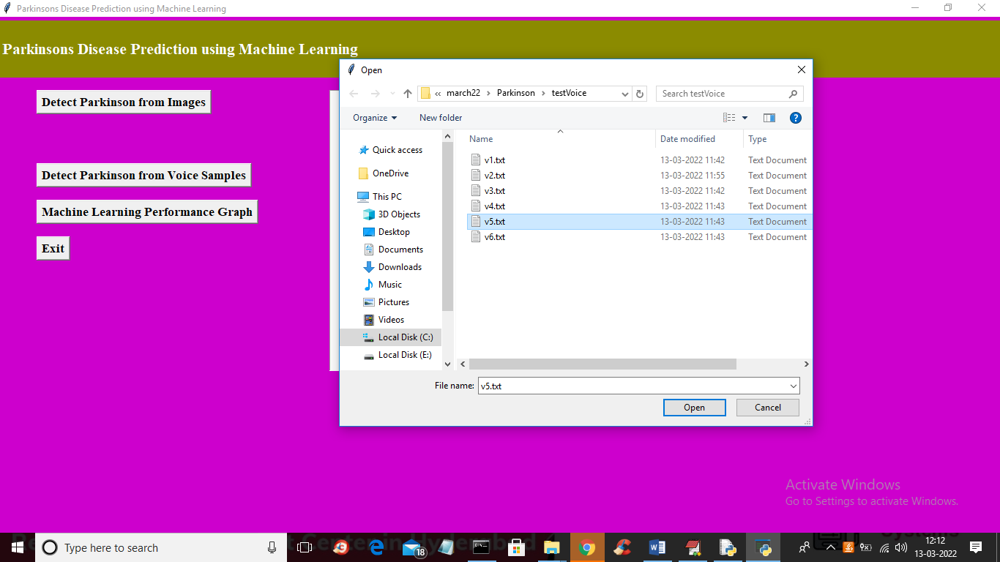 Parkinsons Disease Prediction using Machine Learning
Parkinsons Disease Prediction using Machine Learning
Detect Parkinson from Images
Detect Parkinson from Voice Samples
Machine Learning Performance Graph
Exit
Open
« march22 › Parkinson › testVoice
Search testVoice
Organize
New folder
Quick access
OneDrive
This PC
3D Objects
Desktop
Documents
Downloads
Music
Pictures
Videos
Local Disk (C:)
Local Disk (E:)
Name Date modified Type
v1.txt 13-03-2022 11:42 Text Document
v2.txt 13-03-2022 11:55 Text Document
v3.txt 13-03-2022 11:42 Text Document
v4.txt 13-03-2022 11:43 Text Document
v5.txt 13-03-2022 11:43 Text Document
v6.txt 13-03-2022 11:43 Text Document
File name: v5.txt
Open Cancel
Activate Windows
Go to Settings to activate Windows.
Type here to search
18
12:12
13-03-2022